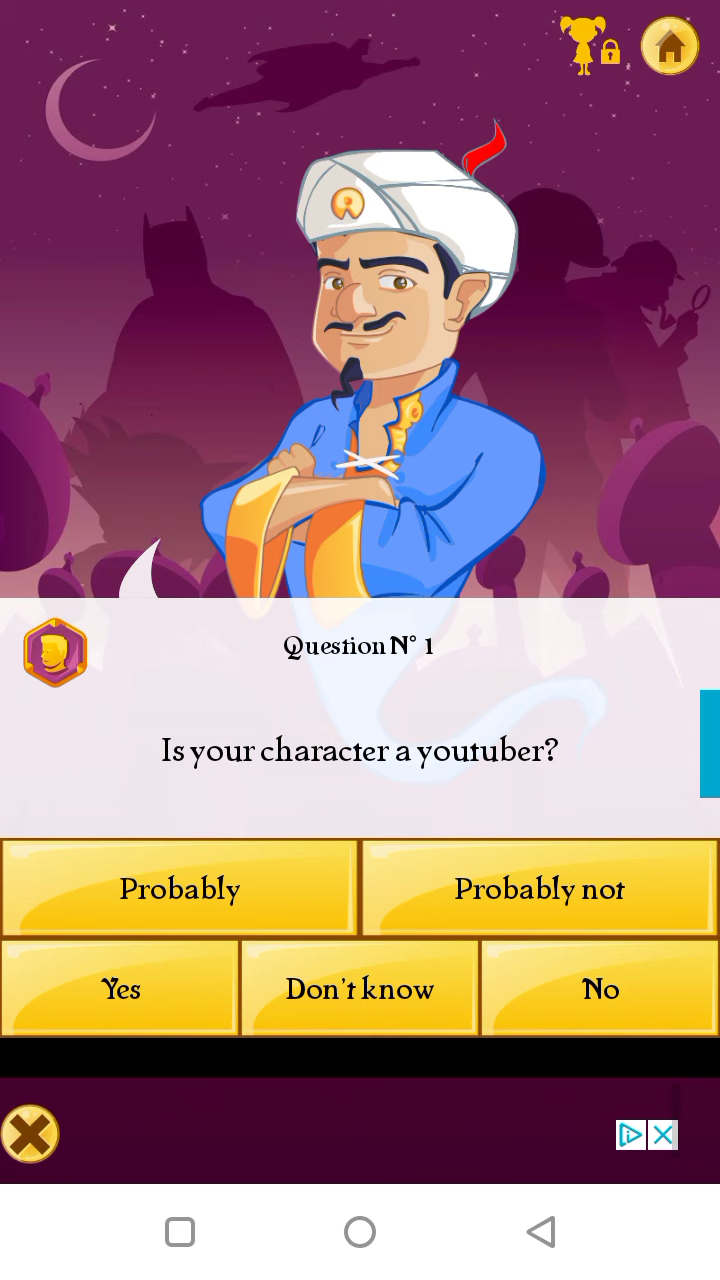 Question N° 1
Is your character a youtuber?
Probably
Probably not
Yes
Don't know
No